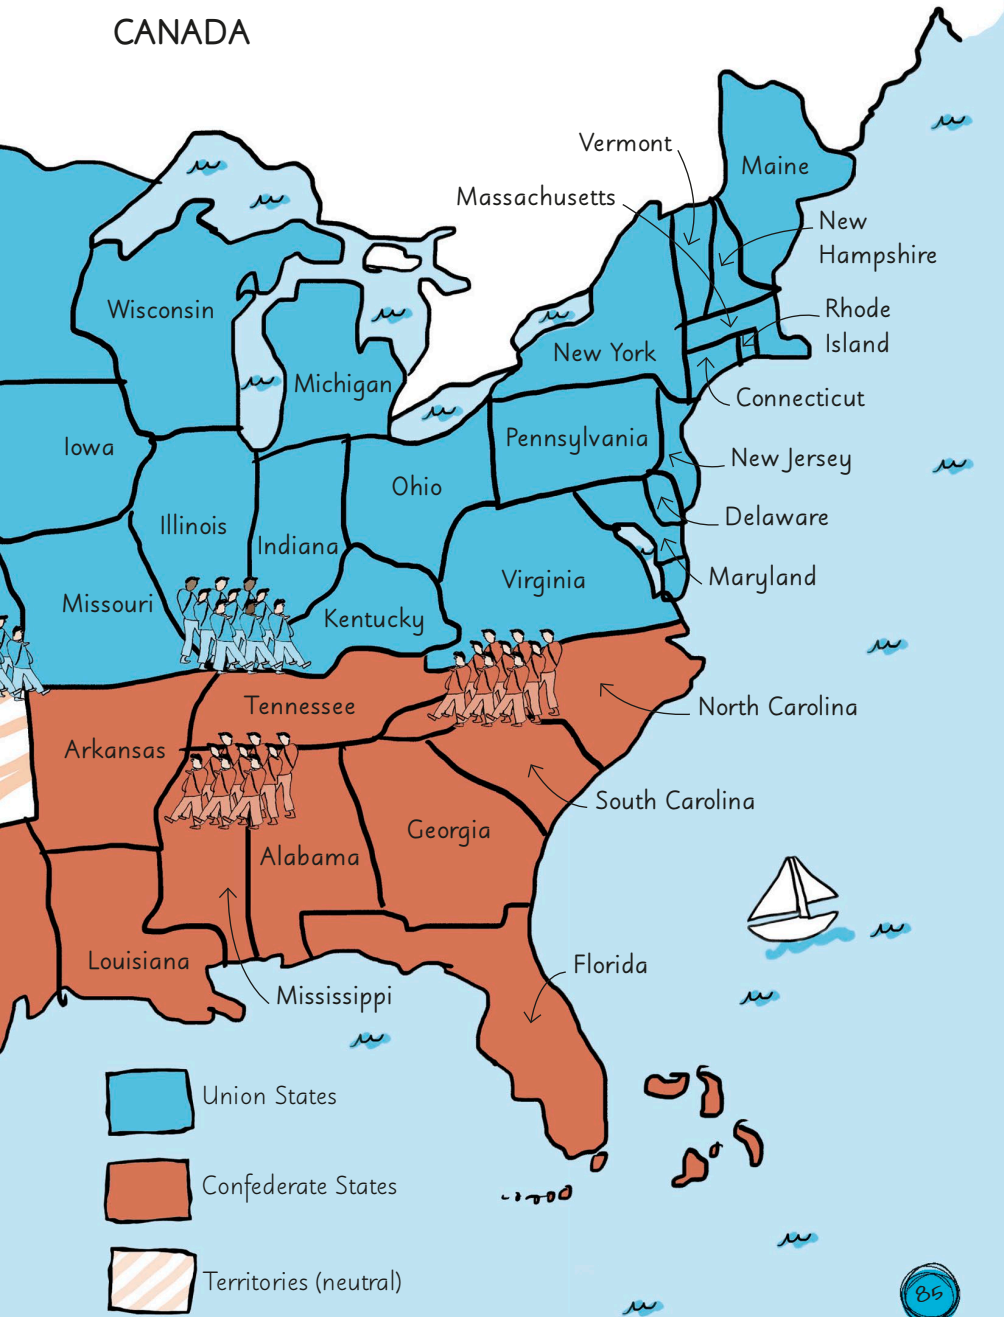 CANADA
Vermont
Maine
Massachusetts
New
Hampshire
Wisconsin
Rhode
Island
New York
Michigan
Connecticut
Pennsylvania
Iowa
New Jersey
Ohio
Delaware
Illinois
Indiana
Virginia
Maryland
Missouri
Kentucky
Tennessee
North Carolina
Arkansas
South Carolina
Georgia
Alabama
Louisiana
Florida
Mississippi
Union States
Confederate States
Territories (neutral)
85